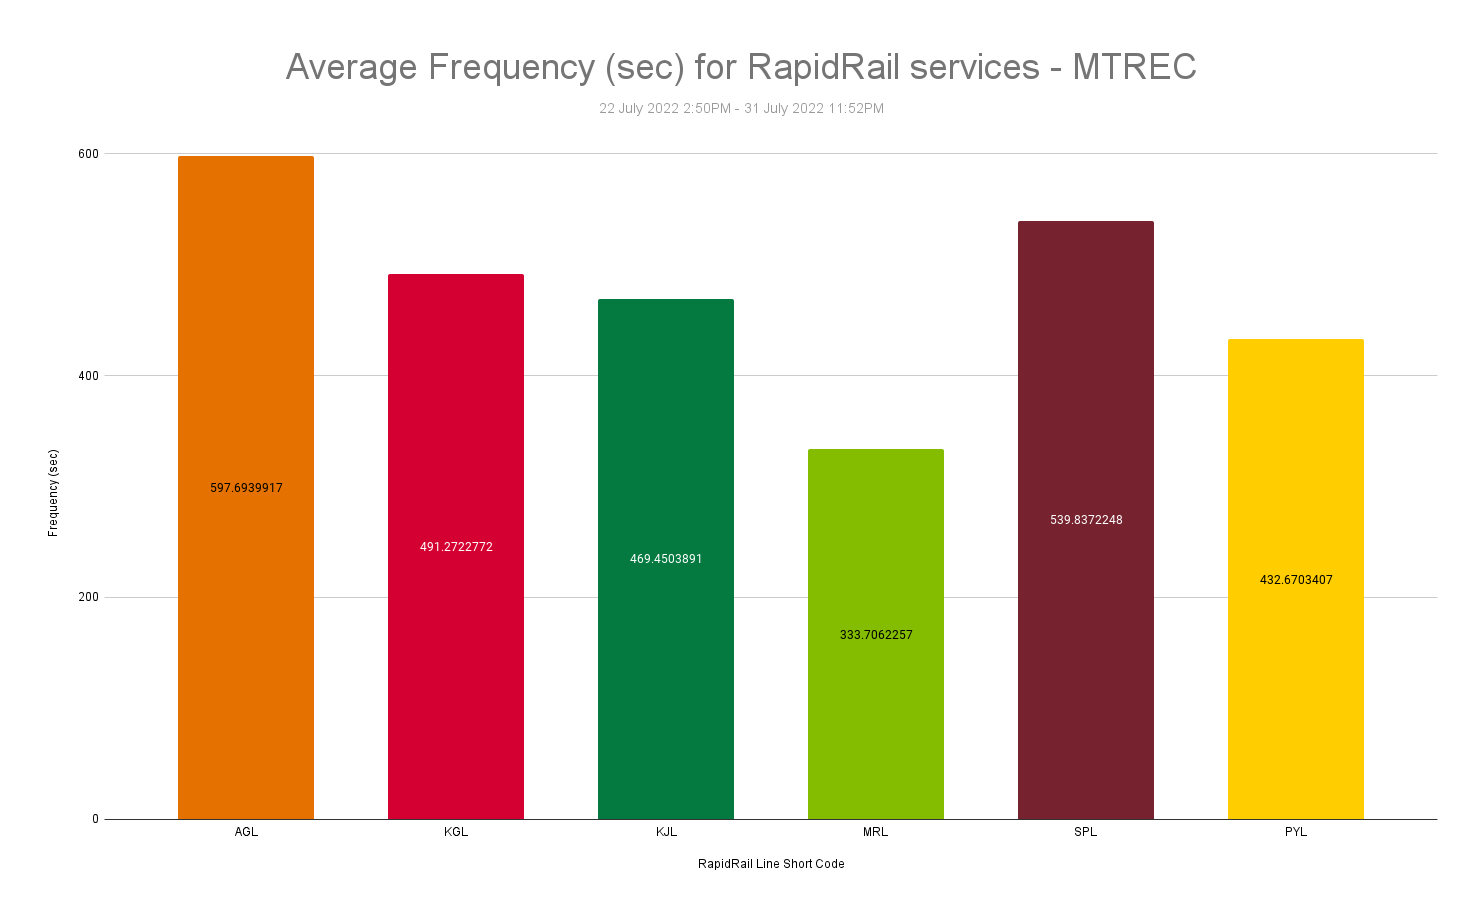 Average Frequency (sec) for RapidRail services - MTREC
22 July 2022 2:50PM - 31 July 2022 11:52PM
600
400
200
0
Frequency (sec)
597.6939917
491.2722772
469.4503891
333.7062257
539.8372248
432.6703407
AGL
KGL
KJL
MRL
SPL
PYL
RapidRail Line Short Code